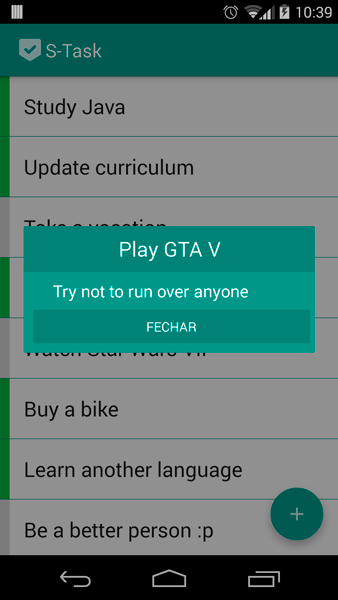 10:39
S-Task
Study Java
Update curriculum
Take a vacation
Play GTA V
Try not to run over anyone
FECHAR
Watch Star Wars VII
Buy a bike
Learn another language
+
Be a better person :p